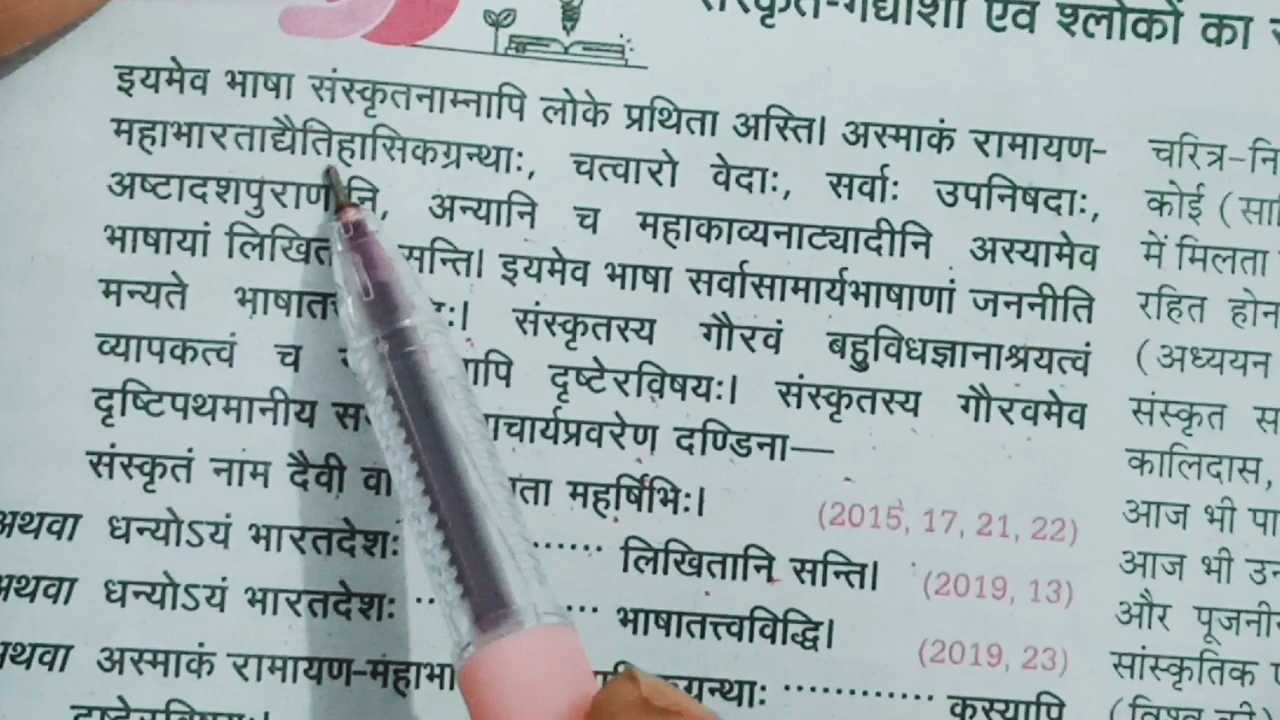 संस्कृत-गद्यांशों एवं श्लोकों का
इयमेव भाषा संस्कृतनाम्नापि लोके प्रथिता अस्ति। अस्माकं रामायण-
महाभारताद्यैतिहासिकग्रन्थाः, चत्वारो वेदाः, सर्वाः उपनिषदाः,
अष्टादशपुराणानि, अन्यानि च महाकाव्यनाट्यादीनि अस्यामेव
भाषायां लिखित सन्ति। इयमेव भाषा सर्वासामार्यभाषाणां जननीति
मन्यते संस्कृतस्य गौरवं बहुविधज्ञानाश्रयत्वं
व्यापकत्वं च दृष्टेरविषयः। संस्कृतस्य गौरवमेव
दृष्टिपथमानीय चार्यप्रवरेण दण्डिना—
संस्कृतं नाम दैवी वा ता महर्षिभिः।
(2015, 17, 21, 22)
अथवा धन्योऽयं भारतदेशः ...... लिखितानि सन्ति।
(2019, 13)
अथवा धन्योऽयं भारतदेशः ..... भाषातत्त्वविद्धि।
(2019, 23)
अथवा अस्माकं रामायण-मंहाभा ग्रन्थाः ............ कस्यापि
दृष्टेरविषयः।
चरित्र-नि
कोई (सा
में मिलता
रहित होन
(अध्ययन
संस्कृत स
कालिदास,
आज भी पा
आज भी उन
और पूजनी
सांस्कृतिक
(विश्व की)